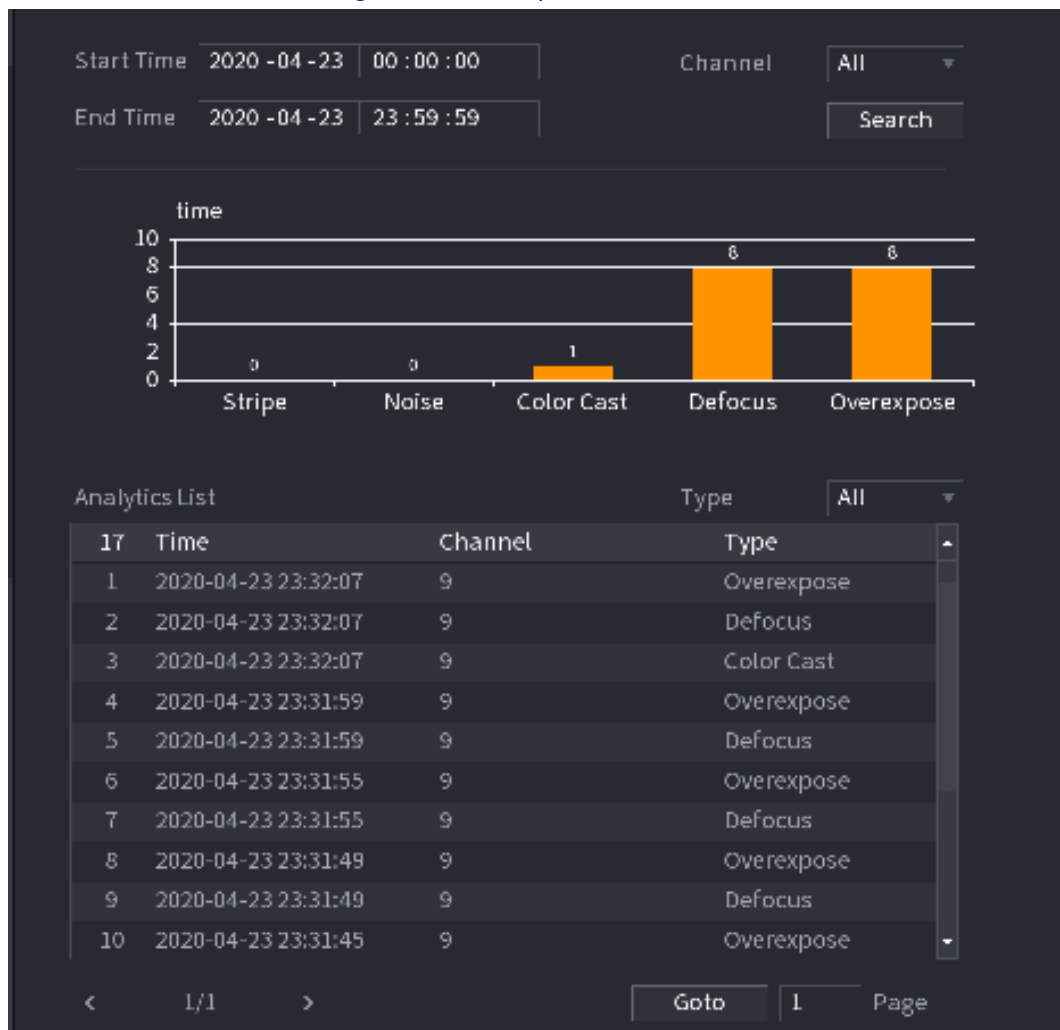 Start Time 2020 -04 -23 00 : 00 : 00 Channel All
End Time 2020 -04 -23 23 : 59 : 59 Search
time
10
8
6
4
2
0
0 0 1 8 8
Stripe Noise Color Cast Defocus Overexpose
Analytics List Type All
17 Time Channel Type
1 2020-04-23 23:32:07 9 Overexpose
2 2020-04-23 23:32:07 9 Defocus
3 2020-04-23 23:32:07 9 Color Cast
4 2020-04-23 23:31:59 9 Overexpose
5 2020-04-23 23:31:59 9 Defocus
6 2020-04-23 23:31:55 9 Overexpose
7 2020-04-23 23:31:55 9 Defocus
8 2020-04-23 23:31:49 9 Overexpose
9 2020-04-23 23:31:49 9 Defocus
10 2020-04-23 23:31:45 9 Overexpose
< 1/1 > Goto 1 Page